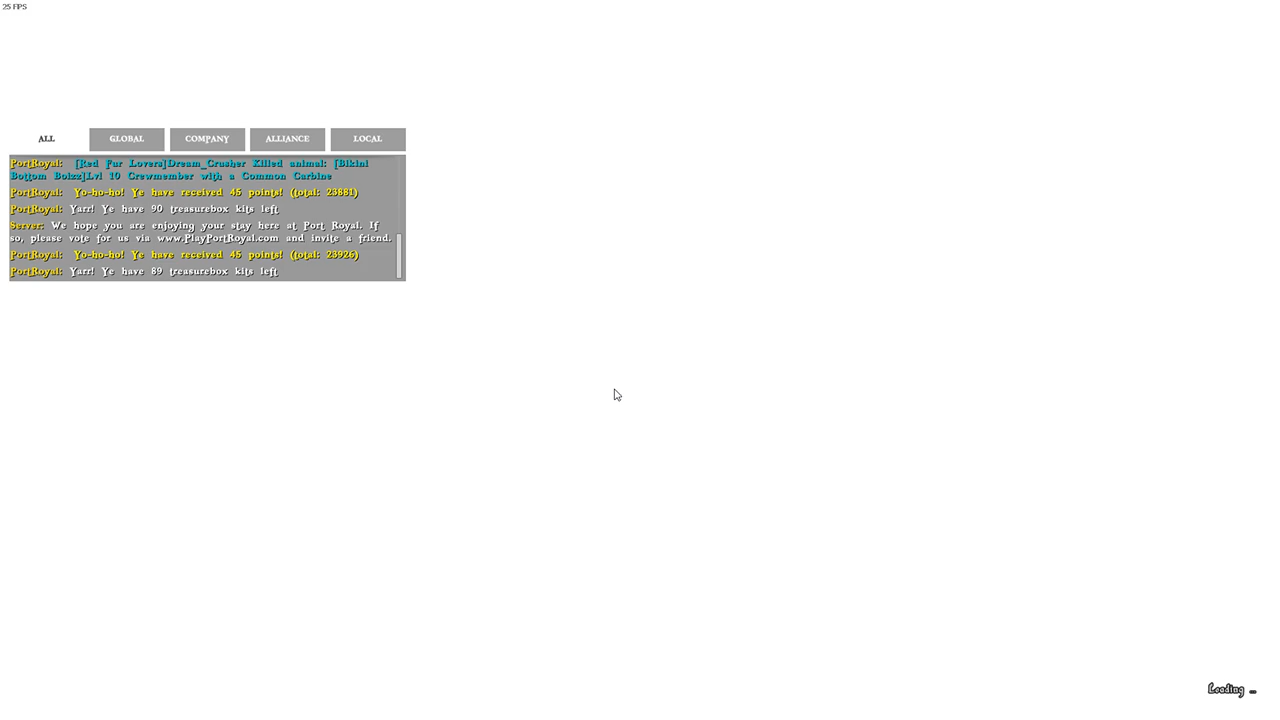 25 FPS
ALL GLOBAL COMPANY ALLIANCE LOCAL
PortRoyal: [Red Fur Lovers]Dream_Crusher Killed animal: [Bikini
Bottom Boizz]Lvl 10 Crewmember with a Common Carbine
PortRoyal: Yo-ho-ho! Ye have received 45 points! (total: 23881)
PortRoyal: Yarr! Ye have 90 treasurebox kits left
Server: We hope you are enjoying your stay here at Port Royal. If
so, please vote for us via www.PlayPortRoyal.com and invite a friend.
PortRoyal: Yo-ho-ho! Ye have received 45 points! (total: 23926)
PortRoyal: Yarr! Ye have 89 treasurebox kits left
Loading ...